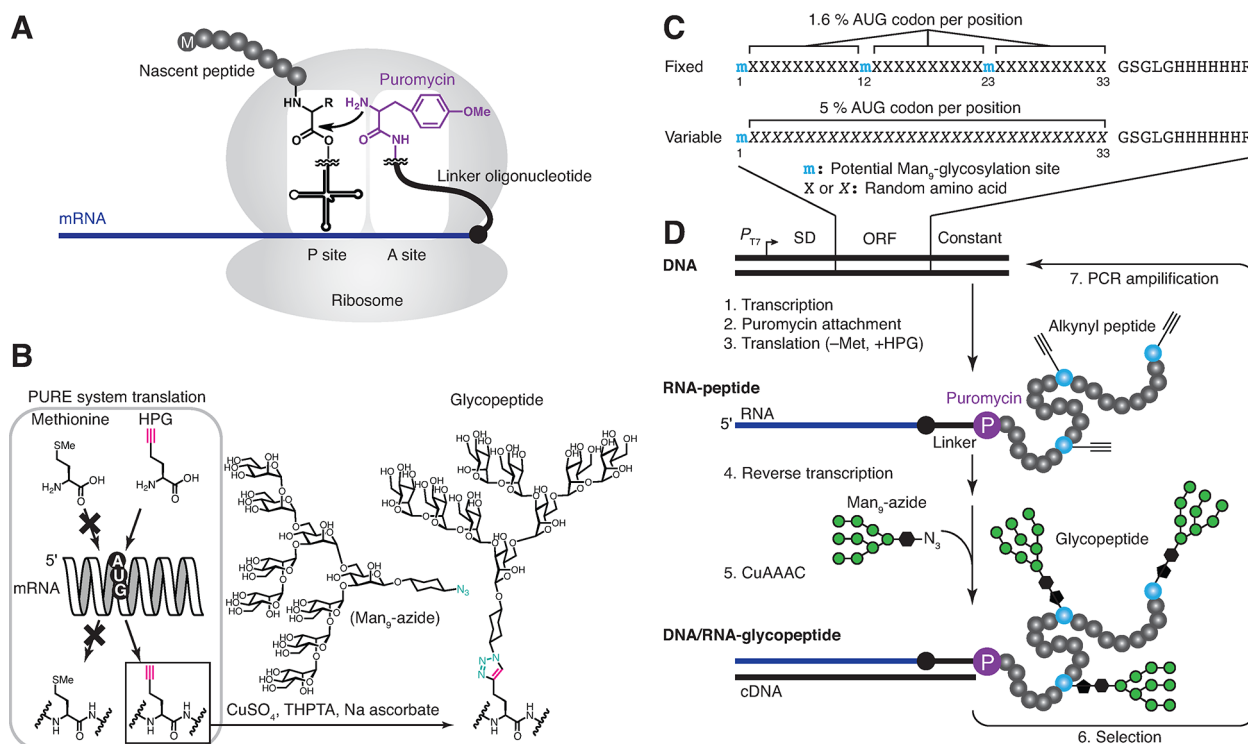 A
M
Nascent peptide
Puromycin
HN
R
H2N
OMe
O
O
O
NH
Linker oligonucleotide
mRNA
P site
A site
Ribosome
B
PURE system translation
Methionine
HPG
SMe
OH
H2N
O
OH
H2N
O
5'
mRNA
A
U
G
SMe
N
H
O
H
N
N
H
O
H
N
(Man9-azide)
N3
Glycopeptide
N
N
N
CuSO4, THPTA, Na ascorbate
N
H
O
H
N
C
1.6 % AUG codon per position
Fixed
mXXXXXXXXXXmXXXXXXXXXXmXXXXXXXXXX GSGLGHHHHHHR
1 12 23 33
5 % AUG codon per position
Variable
mXXXXXXXXXXXXXXXXXXXXXXXXXXXXXXXX GSGLGHHHHHHR
1 33
m: Potential Man9-glycosylation site
X or X: Random amino acid
D
PT7
SD
ORF
Constant
DNA
7. PCR ampilification
1. Transcription
2. Puromycin attachment
3. Translation (–Met, +HPG)
Alkynyl peptide
RNA-peptide
Puromycin
5'
RNA
P
Linker
4. Reverse transcription
Man9-azide
N3
Glycopeptide
5. CuAAAC
DNA/RNA-glycopeptide
P
cDNA
6. Selection